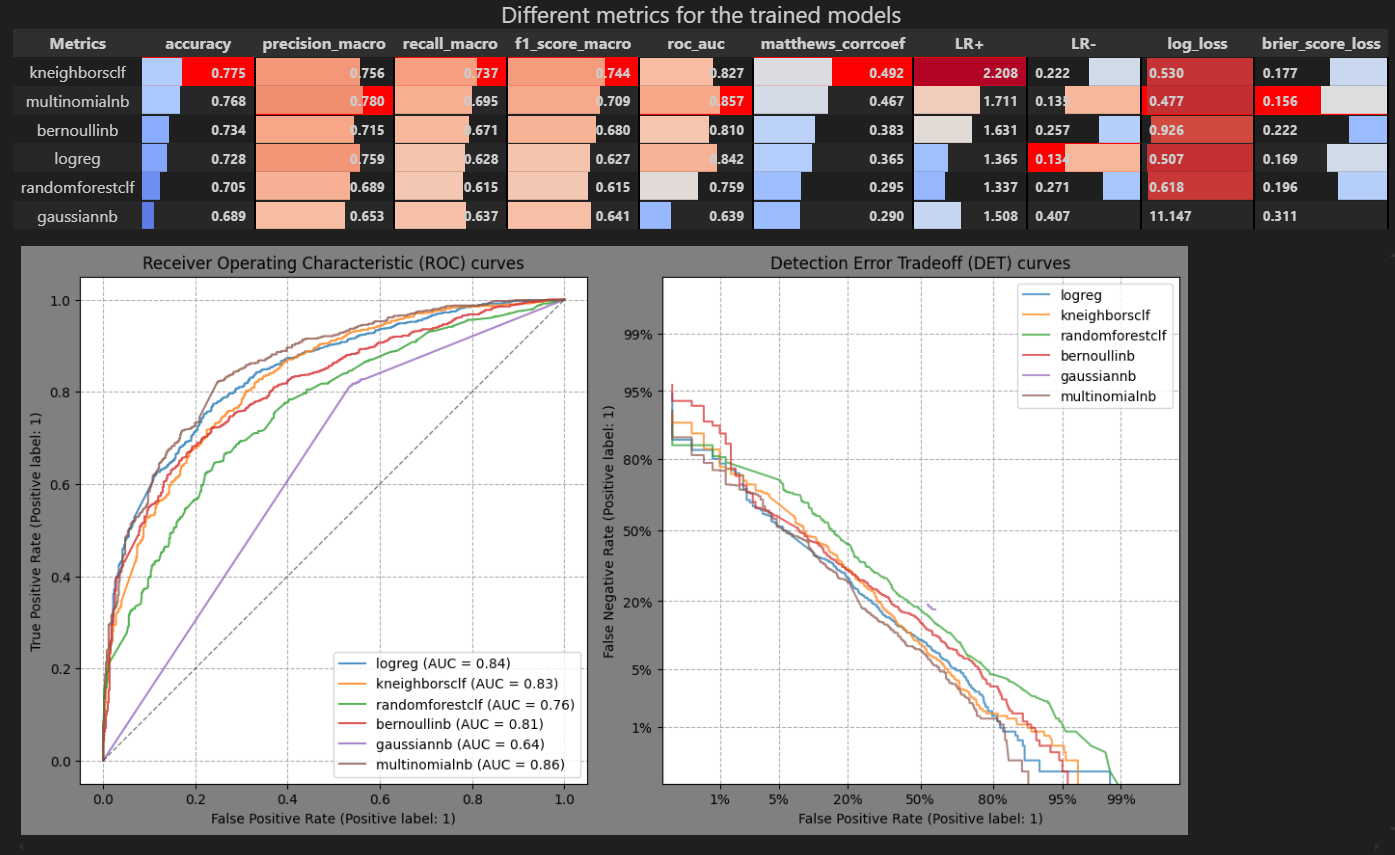 Different metrics for the trained models
Metrics accuracy precision_macro recall_macro f1_score_macro roc_auc matthews_corrcoef LR+ LR- log_loss brier_score_loss
kneighborsclf 0.775 0.756 0.737 0.744 0.827 0.492 2.208 0.222 0.530 0.177
multinomialnb 0.768 0.780 0.695 0.709 0.857 0.467 1.711 0.135 0.477 0.156
bernoullinb 0.734 0.715 0.671 0.680 0.810 0.383 1.631 0.257 0.926 0.222
logreg 0.728 0.759 0.628 0.627 0.842 0.365 1.365 0.134 0.507 0.169
randomforestclf 0.705 0.689 0.615 0.615 0.759 0.295 1.337 0.271 0.618 0.196
gaussiannb 0.689 0.653 0.637 0.641 0.639 0.290 1.508 0.407 11.147 0.311
Receiver Operating Characteristic (ROC) curves
True Positive Rate (Positive label: 1)
1.0
0.8
0.6
0.4
0.2
0.0
logreg (AUC = 0.84)
kneighborsclf (AUC = 0.83)
randomforestclf (AUC = 0.76)
bernoullinb (AUC = 0.81)
gaussiannb (AUC = 0.64)
multinomialnb (AUC = 0.86)
0.0 0.2 0.4 0.6 0.8 1.0
False Positive Rate (Positive label: 1)
Detection Error Tradeoff (DET) curves
logreg
kneighborsclf
randomforestclf
bernoullinb
gaussiannb
multinomialnb
False Negative Rate (Positive label: 1)
99%
95%
80%
50%
20%
5%
1%
1% 5% 20% 50% 80% 95% 99%
False Positive Rate (Positive label: 1)